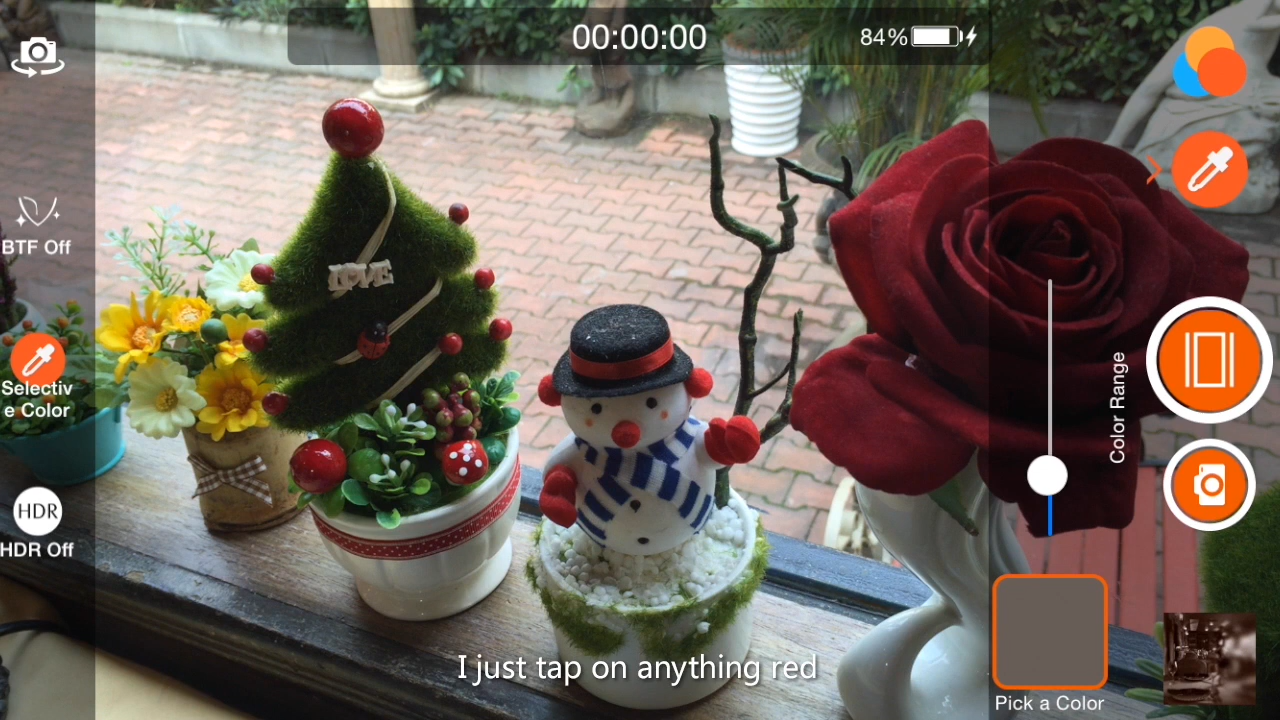 00:00:00
84%
BTF Off
LOVE
Selectiv
e Color
Color Range
HDR
HDR Off
I just tap on anything red
Pick a Color